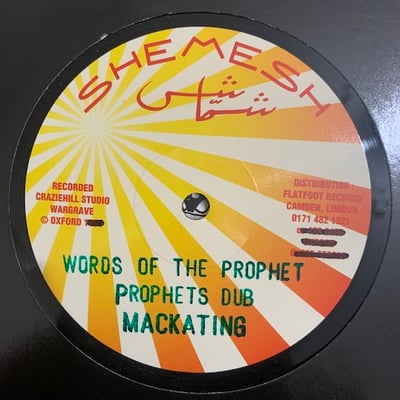 SHEMESH
RECORDED
CRAZIEHILL STUDIO
WARGRAVE
© OXFORD
DISTRIBUTION :
FLATFOOT RECORDS
CAMDEN, LONDON
0171 482 1521
WORDS OF THE PROPHET
PROPHETS DUB
MACKATING